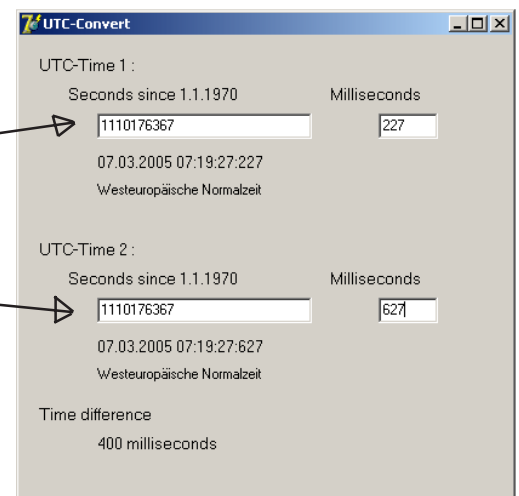 UTC-Convert
UTC-Time 1 :
Seconds since 1.1.1970 Milliseconds
1110176367 227
07.03.2005 07:19:27:227
Westeuropäische Normalzeit
UTC-Time 2 :
Seconds since 1.1.1970 Milliseconds
1110176367 627
07.03.2005 07:19:27:627
Westeuropäische Normalzeit
Time difference
400 milliseconds